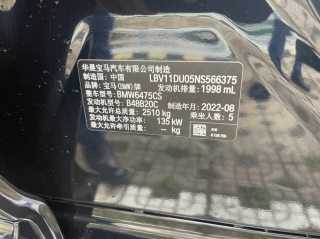 华晨宝马汽车有限公司制造
制造国：中国 LBV11DU05NS566375
品牌：宝马(BMW)牌 发动机排量：1998 mL
整车型号：BMW6475CS
发动机型号：B48B20C 制造年月：2022-08
最大允许总质量：2510 kg 乘坐人数：5
发动机最大净功率：135 kW
最大允许牵引质量：-- kg